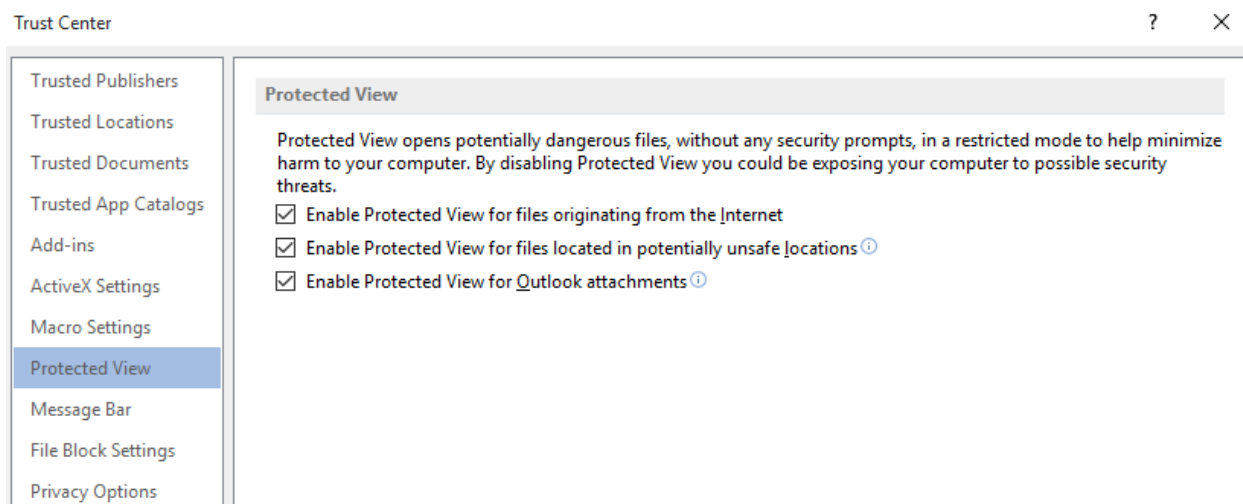 Trust Center
?
Trusted Publishers
Trusted Locations
Trusted Documents
Trusted App Catalogs
Add-ins
ActiveX Settings
Macro Settings
Protected View
Message Bar
File Block Settings
Privacy Options
Protected View
Protected View opens potentially dangerous files, without any security prompts, in a restricted mode to help minimize
harm to your computer. By disabling Protected View you could be exposing your computer to possible security
threats.
Enable Protected View for files originating from the Internet
Enable Protected View for files located in potentially unsafe locations
Enable Protected View for Outlook attachments